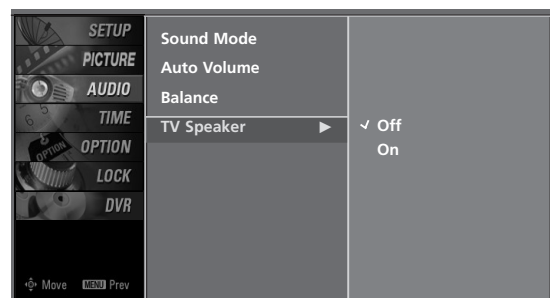 SETUP
PICTURE
AUDIO
TIME
OPTION
LOCK
DVR
Move MENU Prev
Sound Mode
Auto Volume
Balance
TV Speaker
Off
On